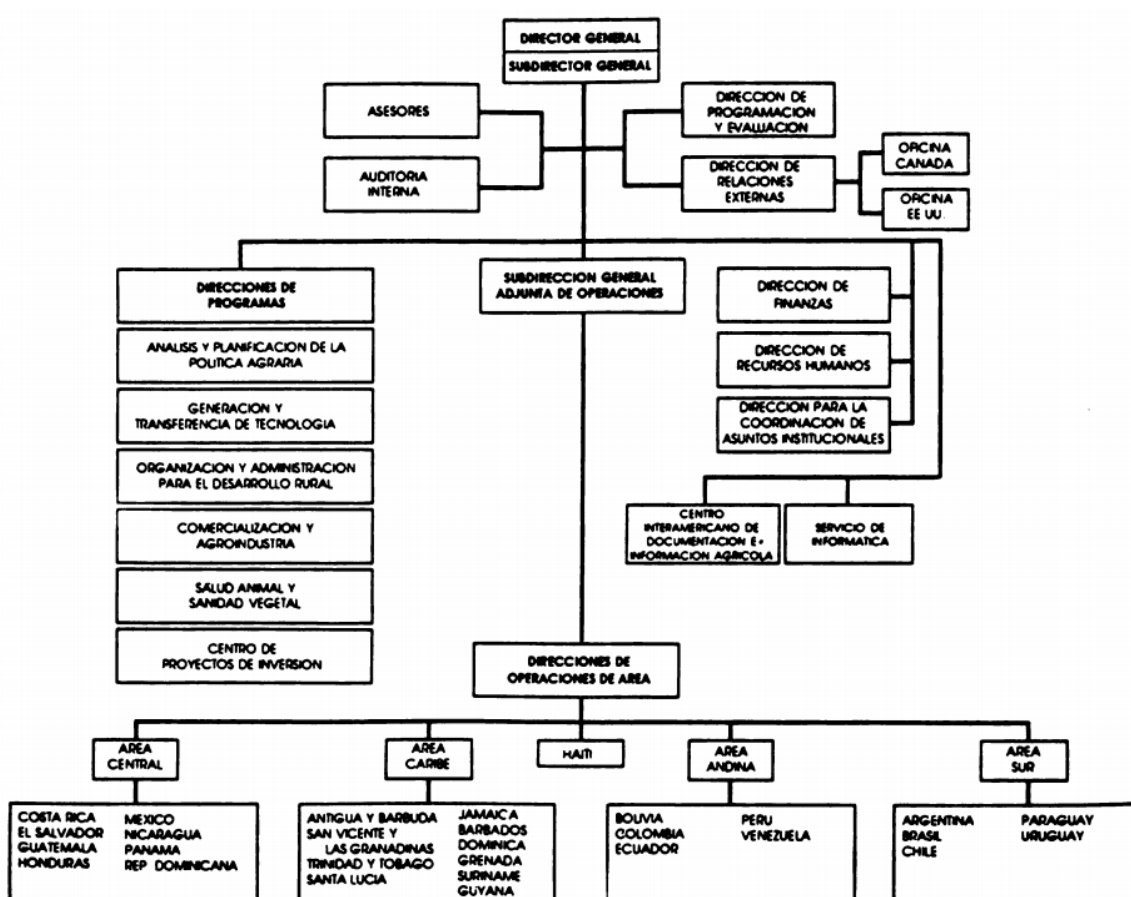 DIRECTOR GENERAL
SUBDIRECTOR GENERAL
ASESORES
AUDITORIA
INTERNA
DIRECCION DE
PROGRAMACION
Y EVALUACION
DIRECCION DE
RELACIONES
EXTERNAS
OFICINA
CANADA
OFICINA
EE UU.
DIRECCIONES DE
PROGRAMAS
ANALISIS Y PLANIFICACION DE LA
POLITICA AGRARIA
GENERACION Y
TRANSFERENCIA DE TECNOLOGIA
ORGANIZACION Y ADMINISTRACION
PARA EL DESARROLLO RURAL
COMERCIALIZACION Y
AGROINDUSTRIA
SALUD ANIMAL Y
SANIDAD VEGETAL
CENTRO DE
PROYECTOS DE INVERSION
SUBDIRECCION GENERAL
ADJUNTA DE OPERACIONES
DIRECCION DE
FINANZAS
DIRECCION DE
RECURSOS HUMANOS
DIRECCION PARA LA
COORDINACION DE
ASUNTOS INSTITUCIONALES
CENTRO
INTERAMERICANO DE
DOCUMENTACION E
INFORMACION AGRICOLA
SERVICIO DE
INFORMATICA
DIRECCIONES DE
OPERACIONES DE AREA
AREA
CENTRAL
COSTA RICA
EL SALVADOR
GUATEMALA
HONDURAS
MEXICO
NICARAGUA
PANAMA
REP DOMINICANA
AREA
CARIBE
ANTIGUA Y BARBUDA
SAN VICENTE Y
LAS GRANADINAS
TRINIDAD Y TOBAGO
SANTA LUCIA
JAMAICA
BARBADOS
DOMINICA
GRENADA
SURINAME
GUYANA
HAITI
AREA
ANDINA
BOLIVIA
COLOMBIA
ECUADOR
PERU
VENEZUELA
AREA
SUR
ARGENTINA
BRASIL
CHILE
PARAGUAY
URUGUAY